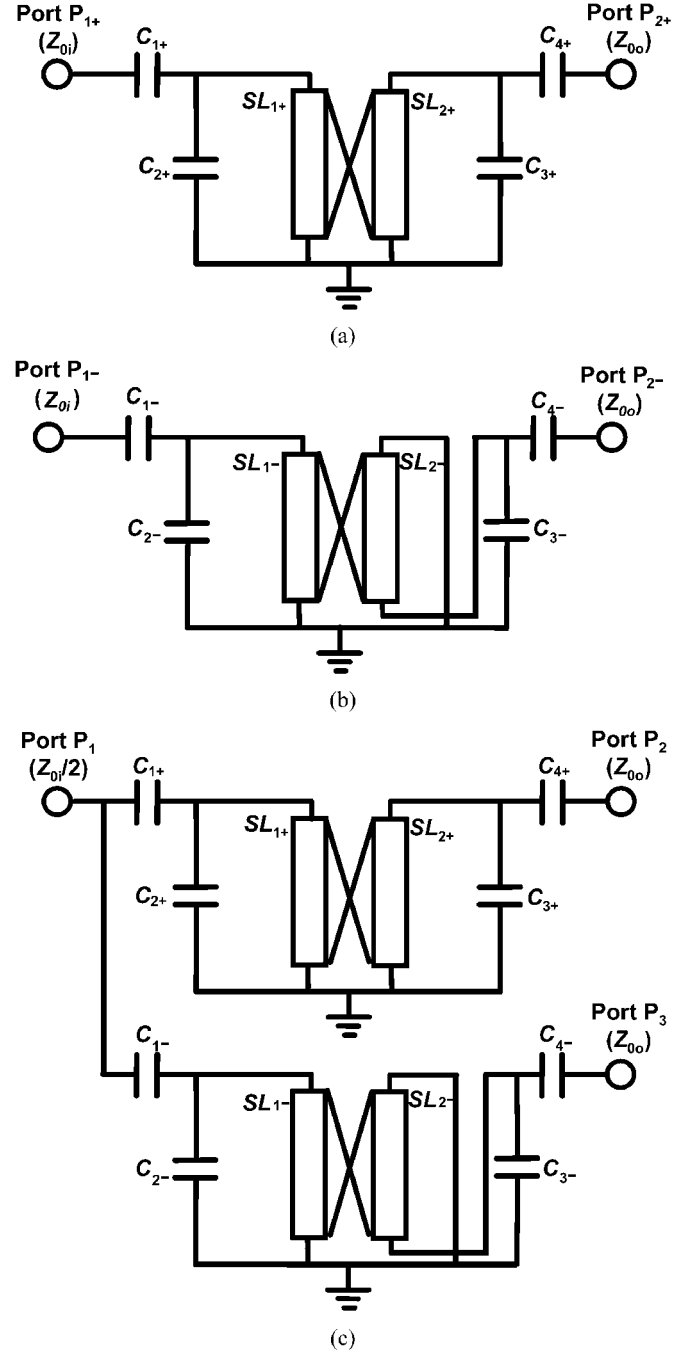 Port P₁₊
(Z₀ᵢ)
C₁₊
C₄₊
Port P₂₊
(Z₀ₒ)
SL₁₊
SL₂₊
C₂₊
C₃₊
(a)
Port P₁₋
(Z₀ᵢ)
C₁₋
C₄₋
Port P₂₋
(Z₀ₒ)
SL₁₋
SL₂₋
C₂₋
C₃₋
(b)
Port P₁
(Z₀ᵢ/2)
C₁₊
C₄₊
Port P₂
(Z₀ₒ)
SL₁₊
SL₂₊
C₂₊
C₃₊
C₁₋
C₄₋
Port P₃
(Z₀ₒ)
SL₁₋
SL₂₋
C₂₋
C₃₋
(c)